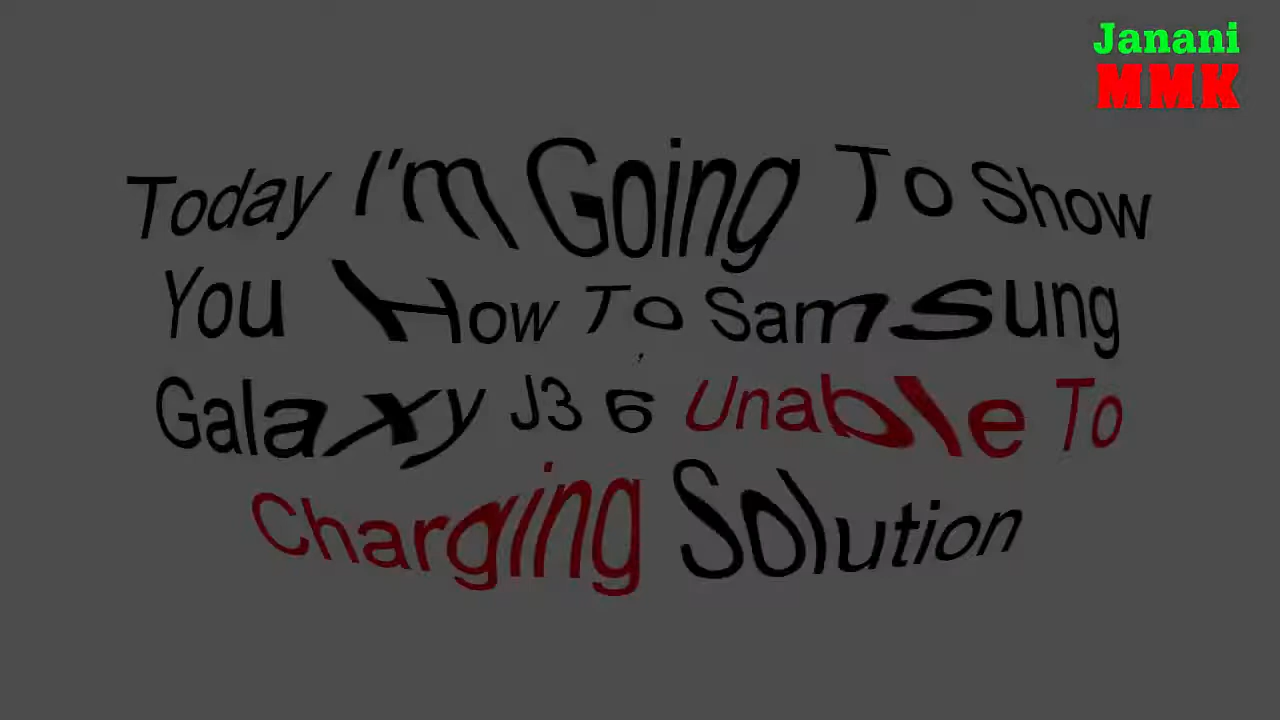 Janani
MMK
Today I'm Going To Show
You How To Samsung
Galaxy J3 6 Unable To
Charging Solution